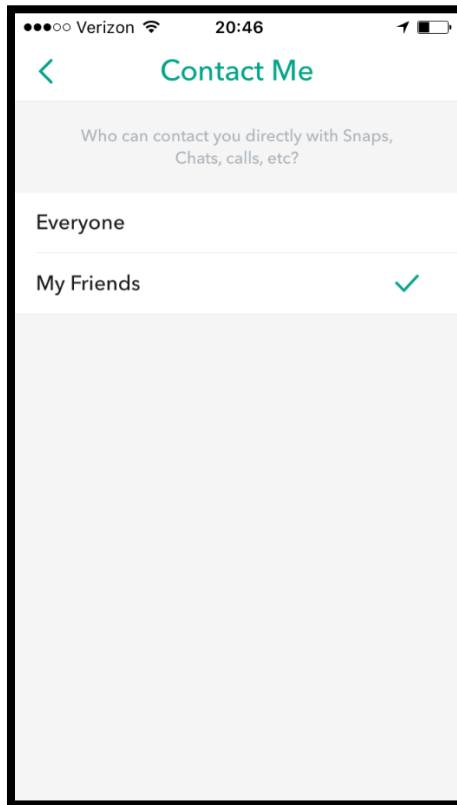 Verizon 20:46
Contact Me
Who can contact you directly with Snaps,
Chats, calls, etc?
Everyone
My Friends